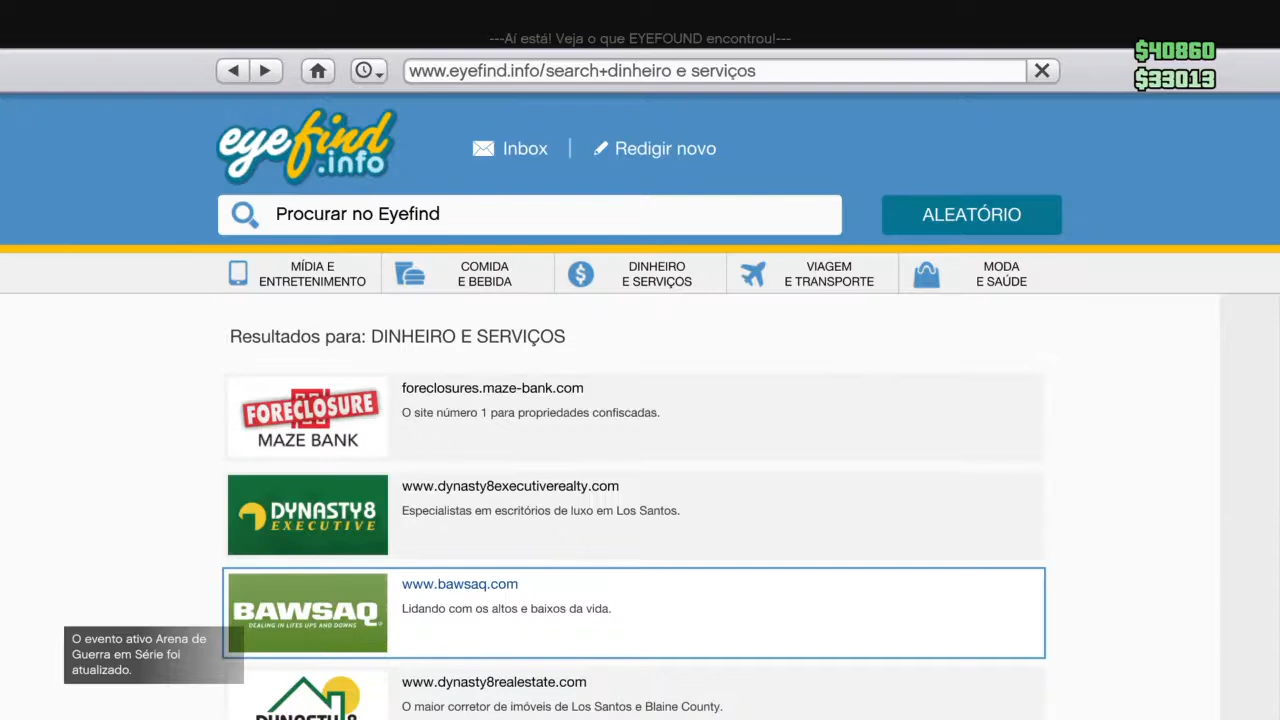 ---Aí está! Veja o que EYEFOUND encontrou!---
$40860
$33013
www.eyefind.info/search+dinheiro e serviços
eyefind
.info
Inbox
Redigir novo
Procurar no Eyefind
ALEATÓRIO
MÍDIA E
ENTRETENIMENTO
COMIDA
E BEBIDA
DINHEIRO
E SERVIÇOS
VIAGEM
E TRANSPORTE
MODA
E SAÚDE
Resultados para: DINHEIRO E SERVIÇOS
FORECLOSURE
MAZE BANK
foreclosures.maze-bank.com
O site número 1 para propriedades confiscadas.
DYNASTY8
EXECUTIVE
www.dynasty8executiverealty.com
Especialistas em escritórios de luxo em Los Santos.
BAWSAQ
DEALING IN LIFES UPS AND DOWNS
www.bawsaq.com
Lidando com os altos e baixos da vida.
O evento ativo Arena de
Guerra em Série foi
atualizado.
DYNASTY8
www.dynasty8realestate.com
O maior corretor de imóveis de Los Santos e Blaine County.